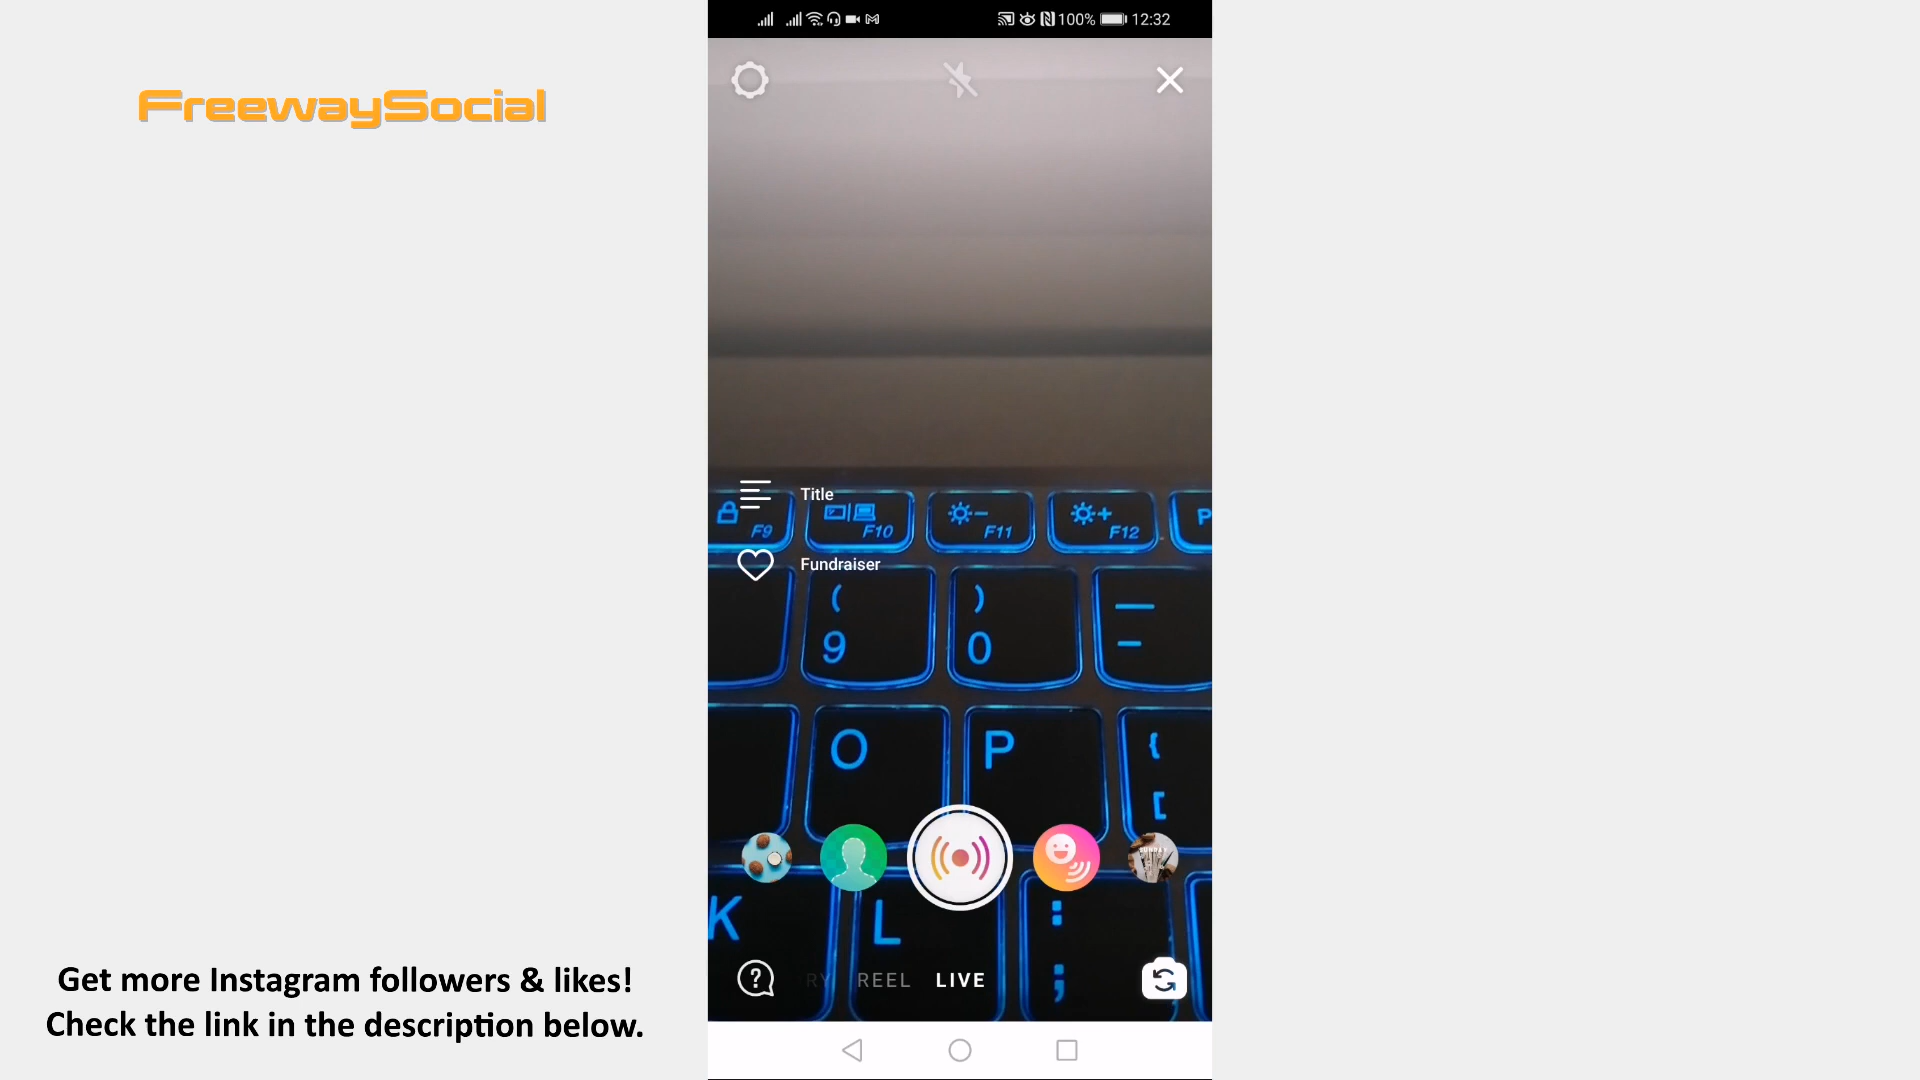 100% 12:32
FreewaySocial
Title
Fundraiser
F9 F10 F11 F12 P
( )
9 0 -
O P {
[
K L :
;
RY REEL LIVE
Get more Instagram followers & likes!
Check the link in the description below.